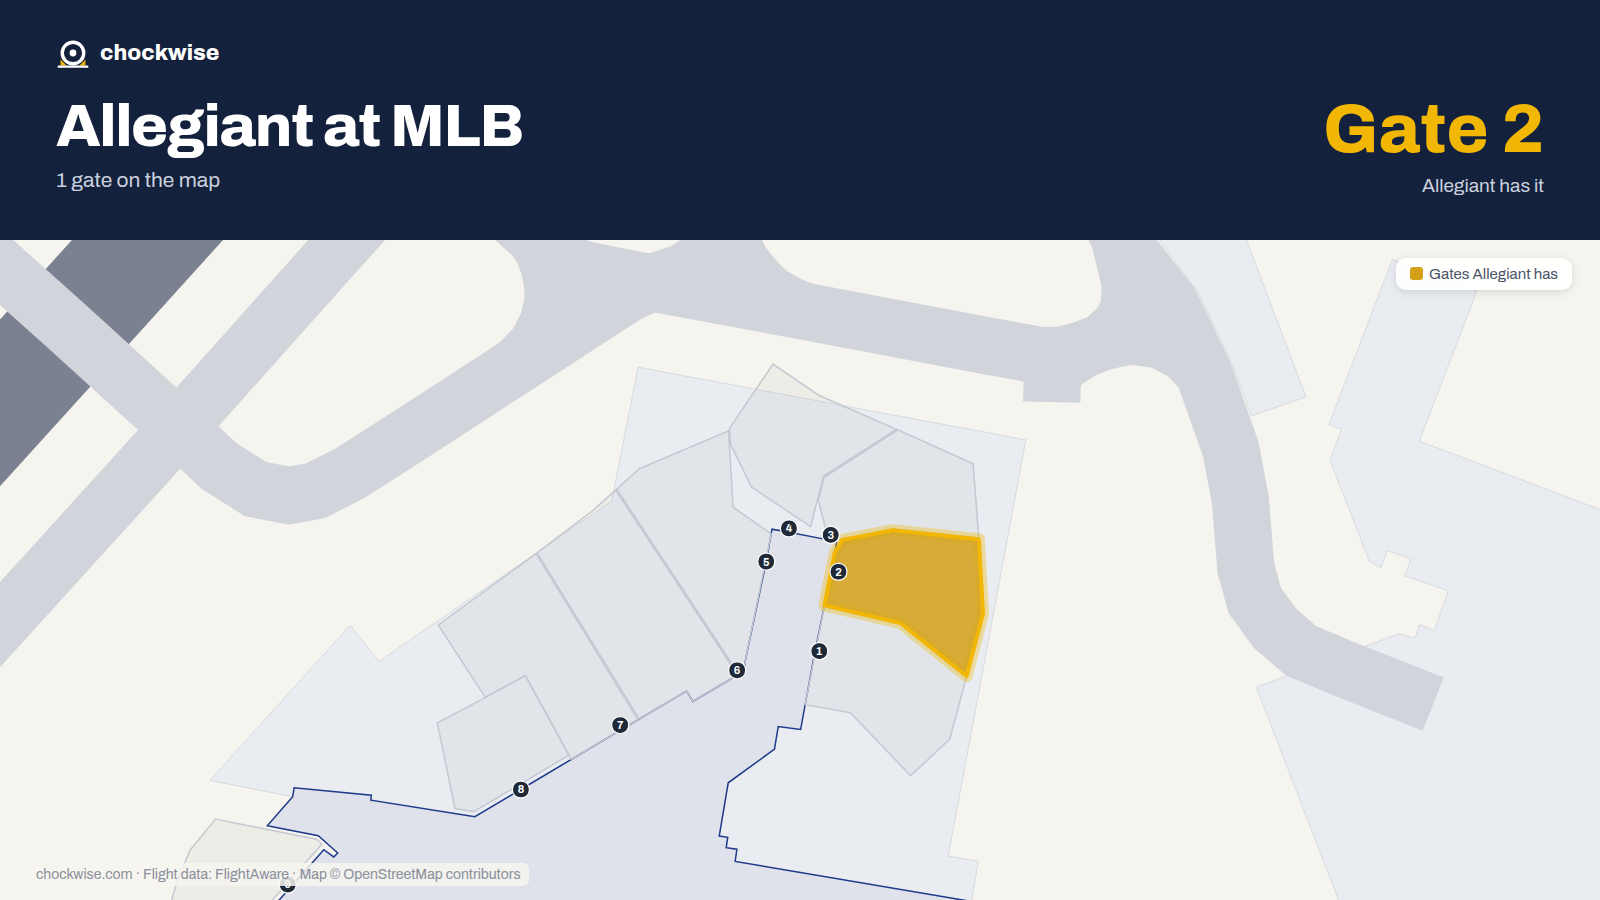 chockwise
Allegiant at MLB
1 gate on the map
Gate 2
Allegiant has it
Gates Allegiant has
4
3
5
2
1
6
7
8
chockwise.com · Flight data: FlightAware · Map © OpenStreetMap contributors